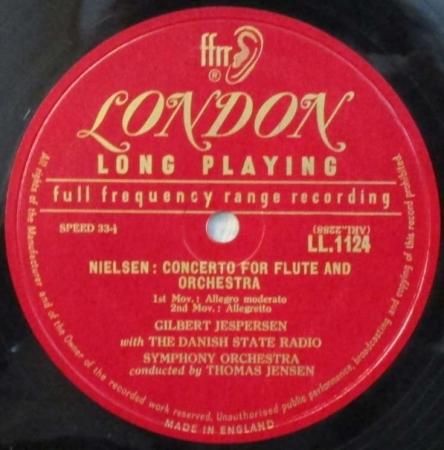 ffrr
®
LONDON
LONG PLAYING
full frequency range recording
SPEED 33⅓
(ARL.2288)
LL.1124
NIELSEN: CONCERTO FOR FLUTE AND
ORCHESTRA
1st Mov.: Allegro moderato
2nd Mov.: Allegretto
GILBERT JESPERSEN
with THE DANISH STATE RADIO
SYMPHONY ORCHESTRA
conducted by THOMAS JENSEN
All rights of the Manufacturer and of the Owner of the recorded work reserved. Unauthorised public performance, broadcasting and copying of this record prohibited
MADE IN ENGLAND